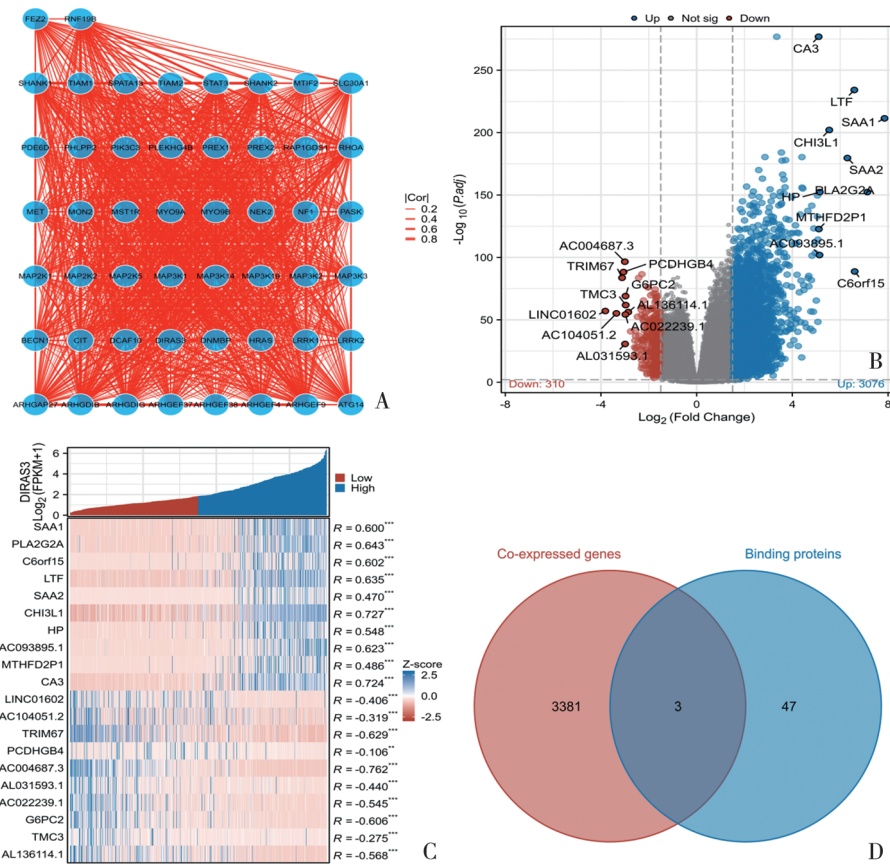 FEZ2 RNF19B
SHANK1 TIAM1 SPATA13 TIAM2 STAT3 SHANK2 MTIF2 SLC30A1
PDE6D PHLPP2 PIK3C3 PLEKHG4B PREX1 PREX2 RAP1GDS1 RHOA
MET MON2 MST1R MYO9A MYO9B NEK2 NF1 PASK
MAP2K1 MAP2K2 MAP2K5 MAP3K1 MAP3K14 MAP3K19 MAP3K2 MAP3K3
BECN1 CIT DCAF10 DIRAS3 DNMBP HRAS LRRK1 LRRK2
ARHGAP27 ARHGDIB ARHGDIG ARHGEF37 ARHGEF38 ARHGEF4 ARHGEF9 ATG14
|Cor|
0.2
0.4
0.6
0.8
A
Up Not sig Down
-Log10 (Padj)
250
200
150
100
50
0
CA3
LTF
SAA1
CHI3L1
SAA2
HP PLA2G2A
MTHFD2P1
AC093895.1
C6orf15
AC004687.3
TRIM67
PCDHGB4
G6PC2
TMC3
AL136114.1
LINC01602
AC104051.2
AC022239.1
AL031593.1
Down: 310
Up: 3076
-8 -4 0 4 8
Log2 (Fold Change)
B
DIRAS3
Log2 (FPKM+1)
6
4
2
0
Low
High
SAA1 R = 0.600***
PLA2G2A R = 0.643***
C6orf15 R = 0.602***
LTF R = 0.635***
SAA2 R = 0.470***
CHI3L1 R = 0.727***
HP R = 0.548***
AC093895.1 R = 0.623***
MTHFD2P1 R = 0.486***
CA3 R = 0.724***
LINC01602 R = -0.406***
AC104051.2 R = -0.319***
TRIM67 R = -0.629***
PCDHGB4 R = -0.106**
AC004687.3 R = -0.762***
AL031593.1 R = -0.440***
AC022239.1 R = -0.545***
G6PC2 R = -0.606***
TMC3 R = -0.275***
AL136114.1 R = -0.568***
Z-score
2.5
0.0
-2.5
C
Co-expressed genes
Binding proteins
3381
3
47
D